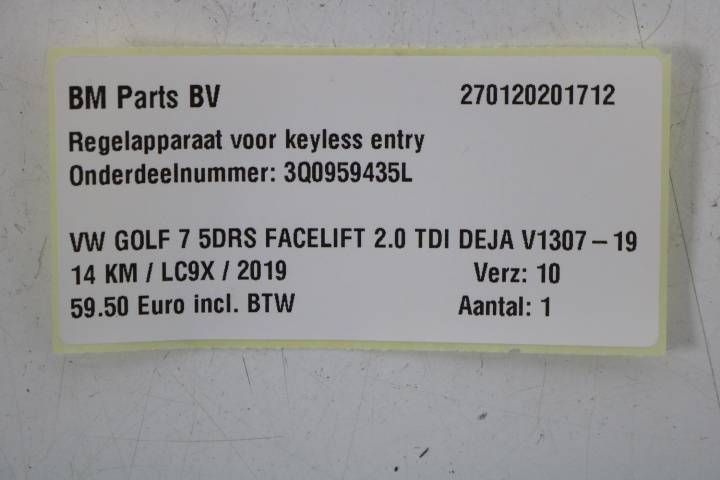 BM Parts BV 270120201712
Regelapparaat voor keyless entry
Onderdeelnummer: 3Q0959435L
VW GOLF 7 5DRS FACELIFT 2.0 TDI DEJA V1307-19
14 KM / LC9X / 2019 Verz: 10
59.50 Euro incl. BTW Aantal: 1